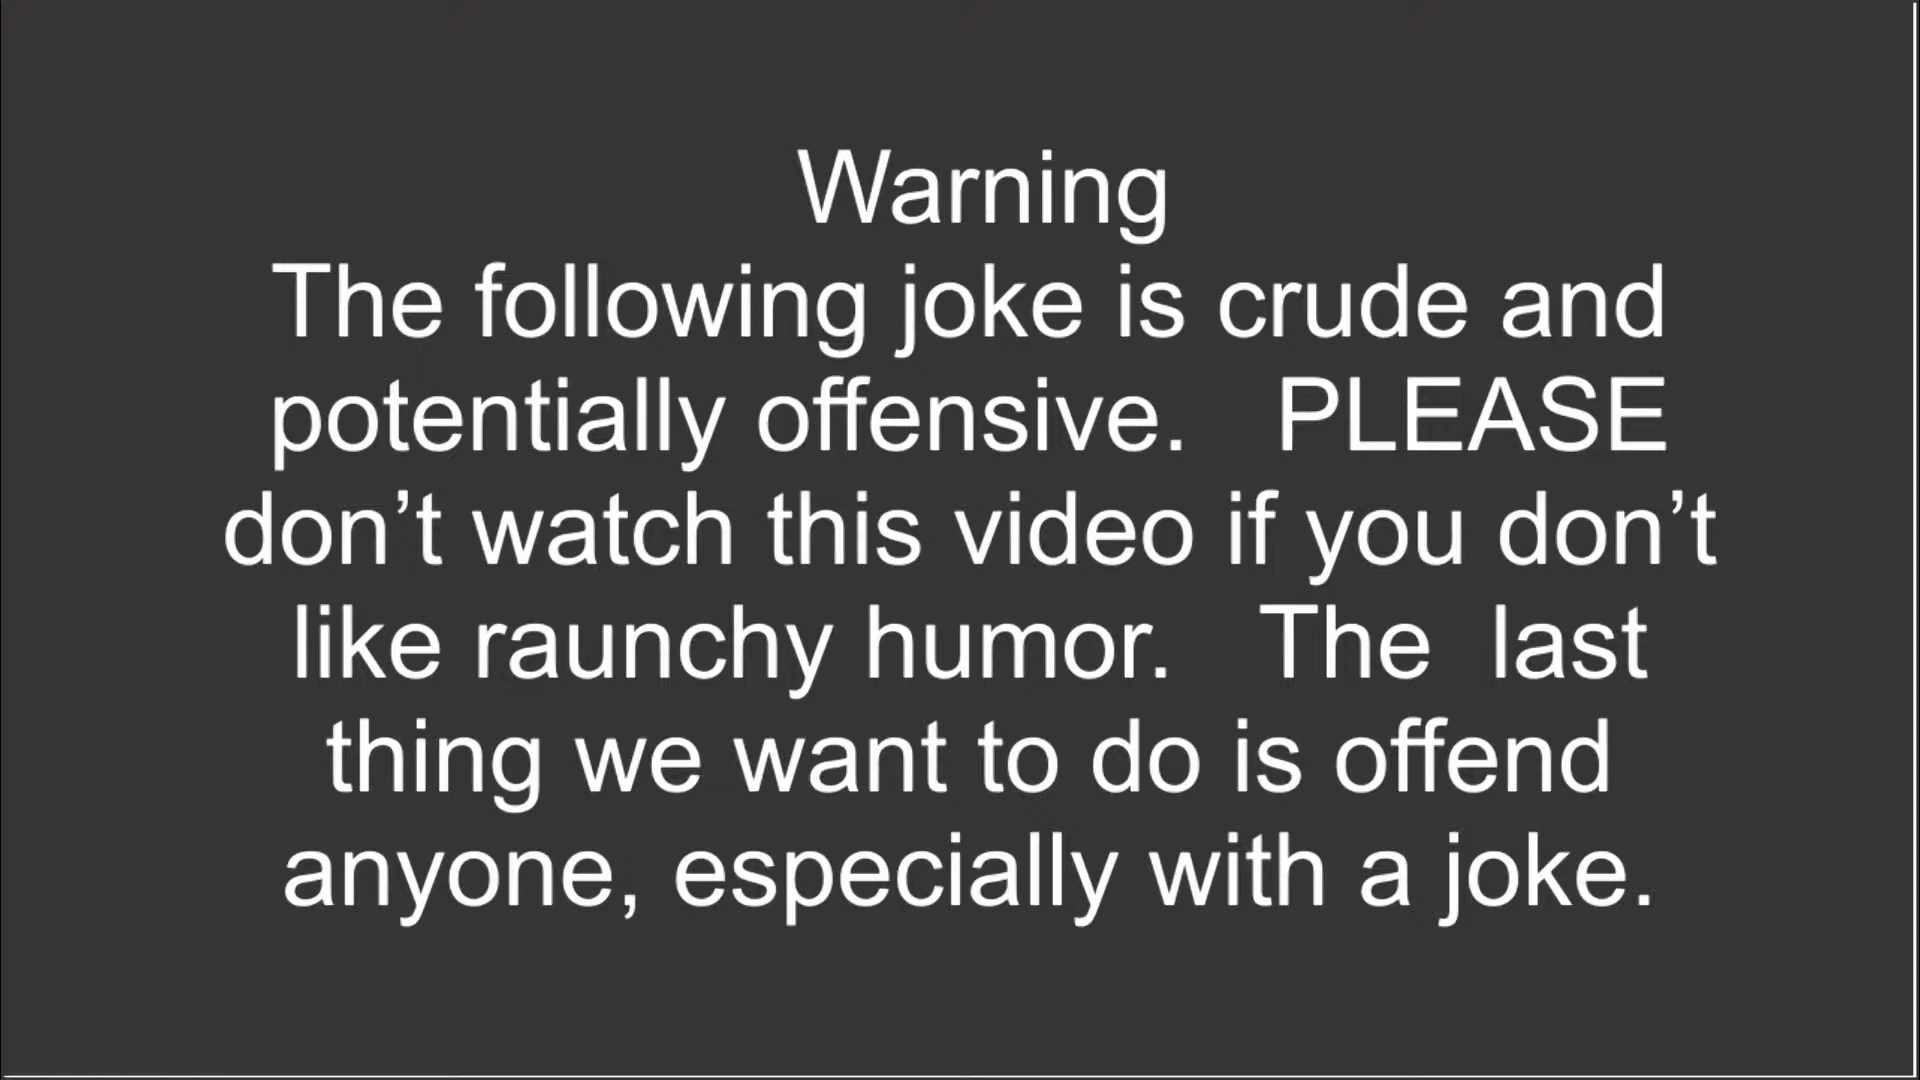 Warning
The following joke is crude and
potentially offensive.   PLEASE
don’t watch this video if you don’t
like raunchy humor.   The  last
thing we want to do is offend
anyone, especially with a joke.